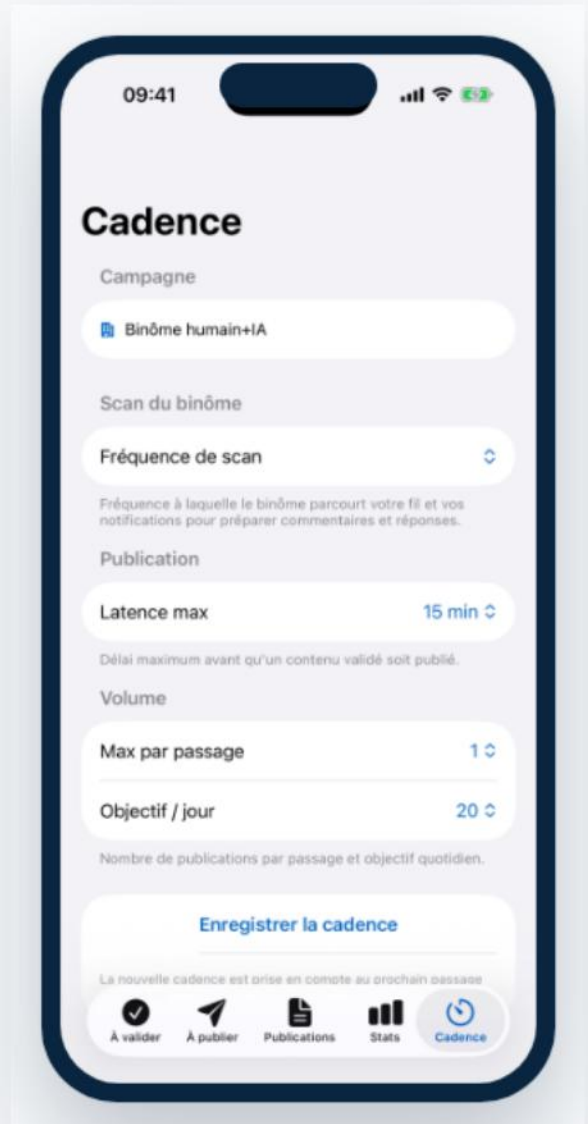 09:41
Cadence
Campagne
Binôme humain+IA
Scan du binôme
Fréquence de scan
Fréquence à laquelle le binôme parcourt votre fil et vos
notifications pour préparer commentaires et réponses.
Publication
Latence max 15 min
Délai maximum avant qu'un contenu validé soit publié.
Volume
Max par passage 1
Objectif / jour 20
Nombre de publications par passage et objectif quotidien.
Enregistrer la cadence
La nouvelle cadence est prise en compte au prochain passage
À valider À publier Publications Stats Cadence